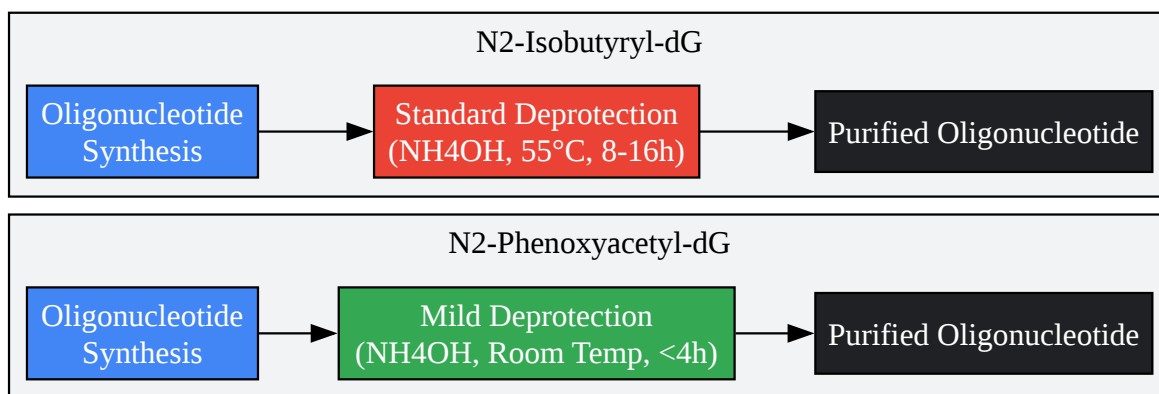 N2-Isobutyryl-dG
Oligonucleotide
Synthesis
Standard Deprotection
(NH4OH, 55°C, 8-16h)
Purified Oligonucleotide
N2-Phenoxyacetyl-dG
Oligonucleotide
Synthesis
Mild Deprotection
(NH4OH, Room Temp, <4h)
Purified Oligonucleotide